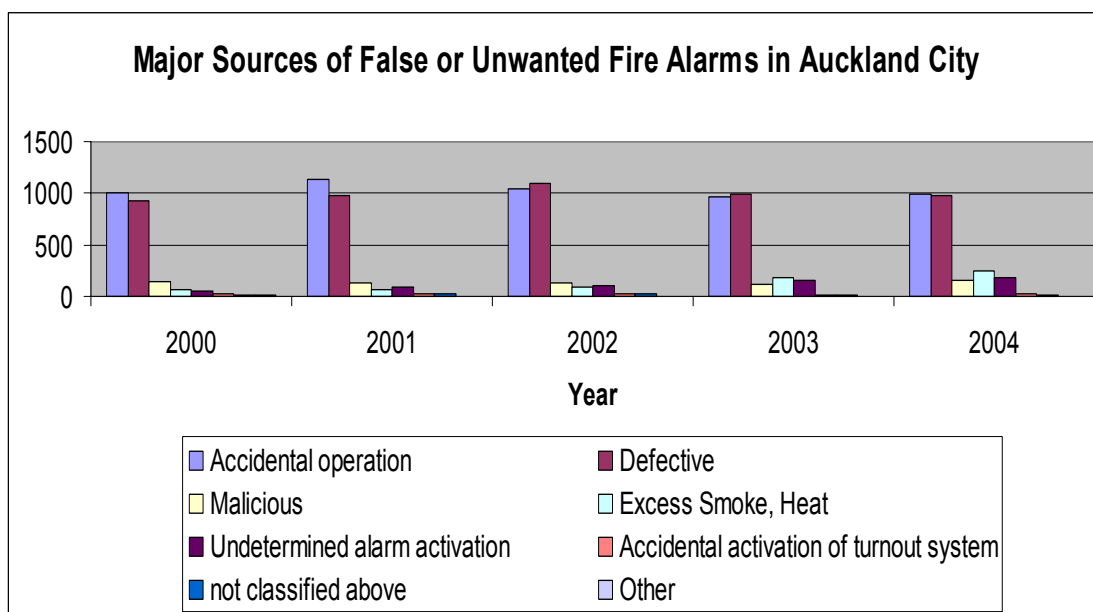 Major Sources of False or Unwanted Fire Alarms in Auckland City
1500
1000
500
0
2000 2001 2002 2003 2004
Year
Accidental operation Defective
Malicious Excess Smoke, Heat
Undetermined alarm activation Accidental activation of turnout system
not classified above Other